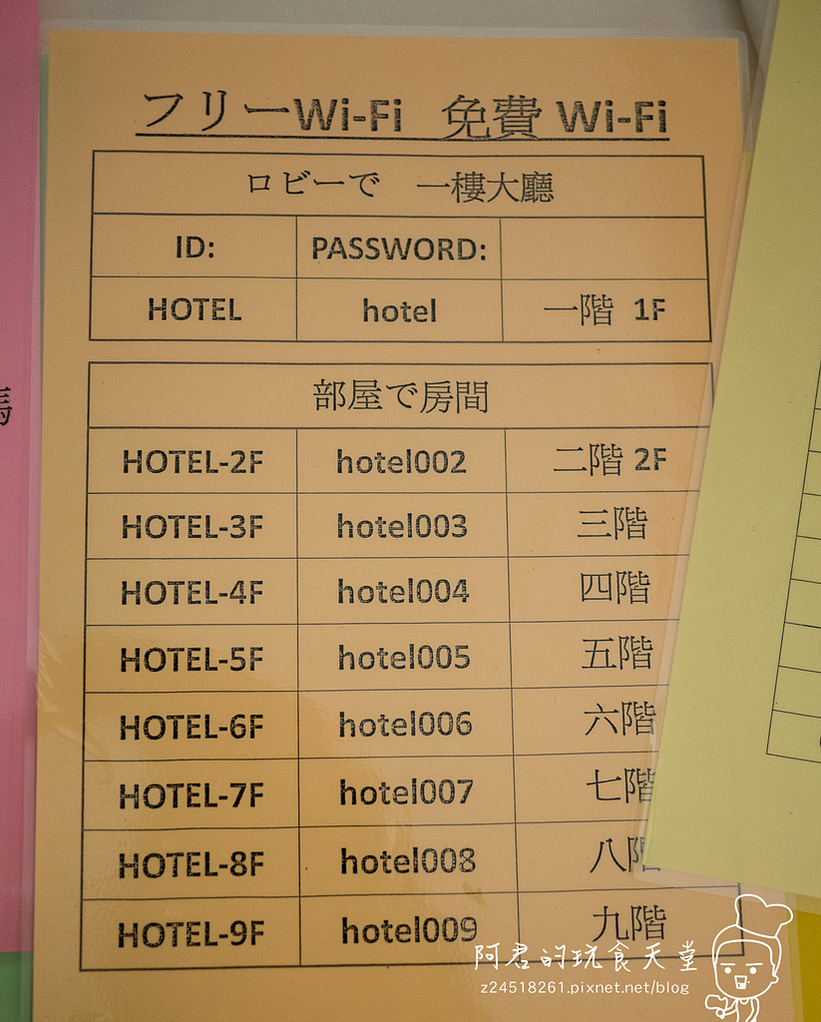 フリーWi-Fi 免費 Wi-Fi
ロビーで 一樓大廳
ID: PASSWORD:
HOTEL hotel 一階 1F
部屋で房間
HOTEL-2F hotel002 二階 2F
HOTEL-3F hotel003 三階
HOTEL-4F hotel004 四階
HOTEL-5F hotel005 五階
HOTEL-6F hotel006 六階
HOTEL-7F hotel007 七階
HOTEL-8F hotel008 八階
HOTEL-9F hotel009 九階
阿君的玩食天堂
z24518261.pixnet.net/blog